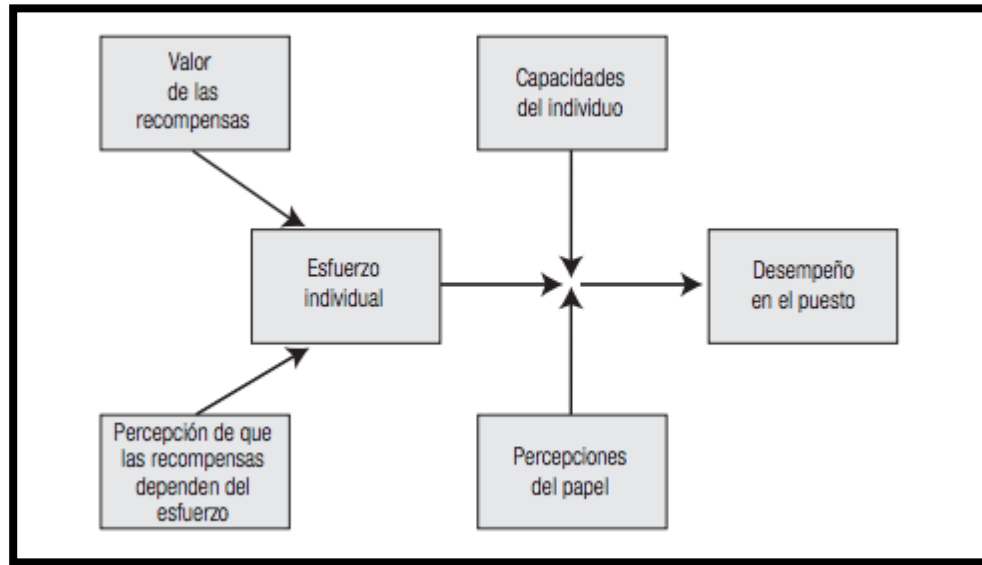 Valor
de las
recompensas
Capacidades
del individuo
Esfuerzo
individual
Desempeño
en el puesto
Percepción de que
las recompensas
dependen del
esfuerzo
Percepciones
del papel